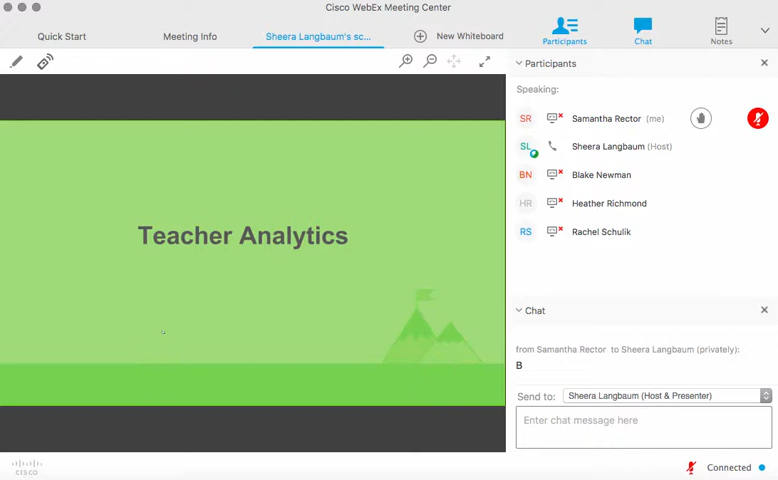 Cisco WebEx Meeting Center
Quick Start
Meeting Info
Sheera Langbaum's sc...
New Whiteboard
Participants
Chat
Notes
Participants
Speaking:
SR Samantha Rector (me)
SL Sheera Langbaum (Host)
BN Blake Newman
HR Heather Richmond
RS Rachel Schulik
Teacher Analytics
Chat
from Samantha Rector to Sheera Langbaum (privately):
B
Send to: Sheera Langbaum (Host & Presenter)
Enter chat message here
CISCO
Connected